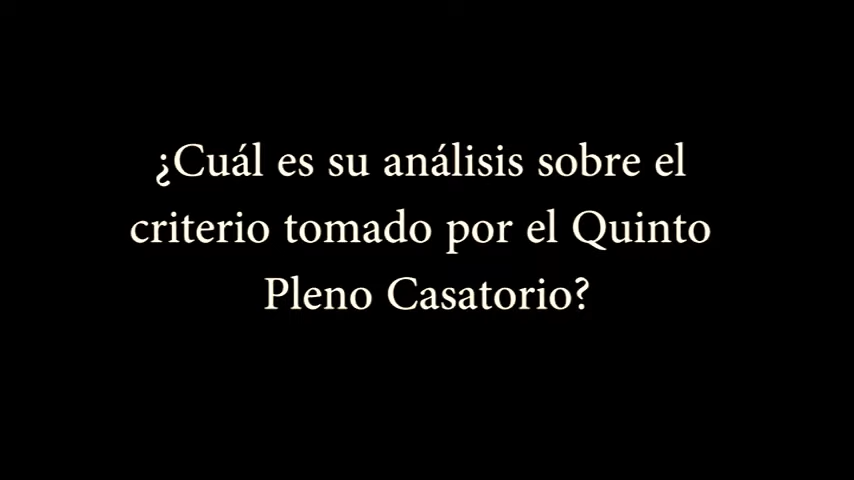 ¿Cuál es su análisis sobre el
criterio tomado por el Quinto
Pleno Casatorio?